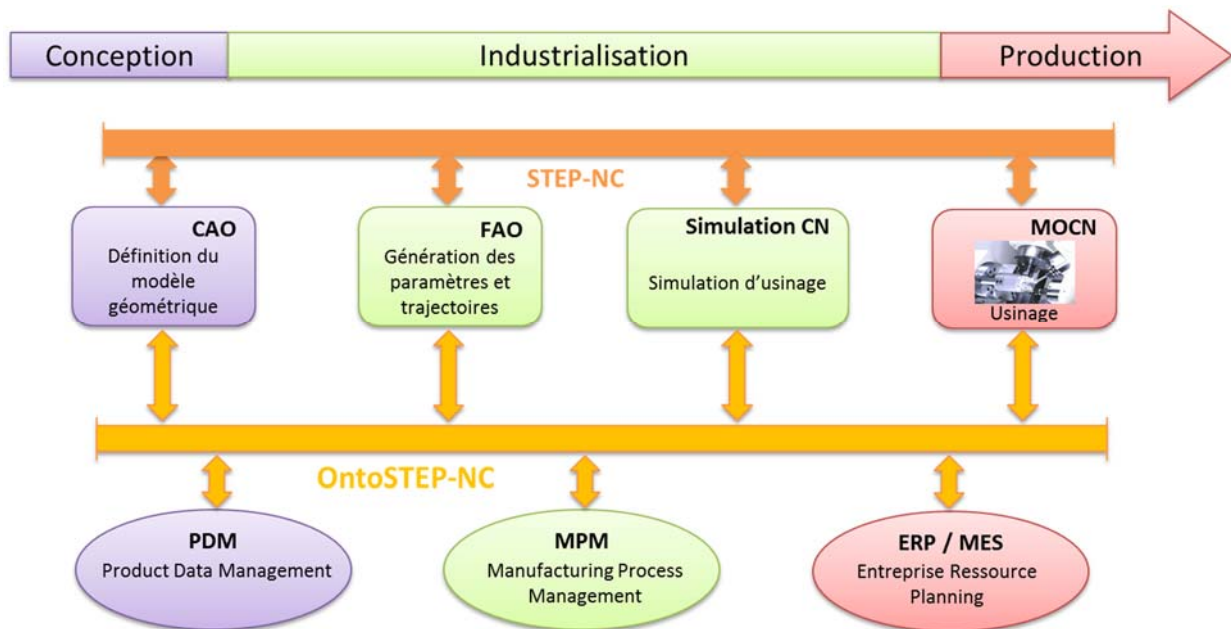 Conception
Industrialisation
Production
STEP-NC
CAO
Définition du
modèle
géométrique
FAO
Génération des
paramètres et
trajectoires
Simulation CN
Simulation d'usinage
MOCN
Usinage
OntoSTEP-NC
PDM
Product Data Management
MPM
Manufacturing Process
Management
ERP / MES
Entreprise Ressource
Planning